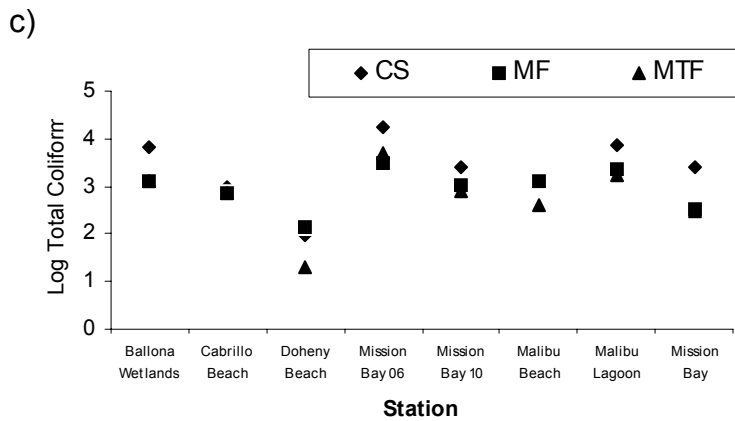 c)
CS MF MTF
5
4
3
2
1
0
Log Total Coliform
Ballona Wetlands
Cabrillo Beach
Doheny Beach
Mission Bay 06
Mission Bay 10
Malibu Beach
Malibu Lagoon
Mission Bay
Station